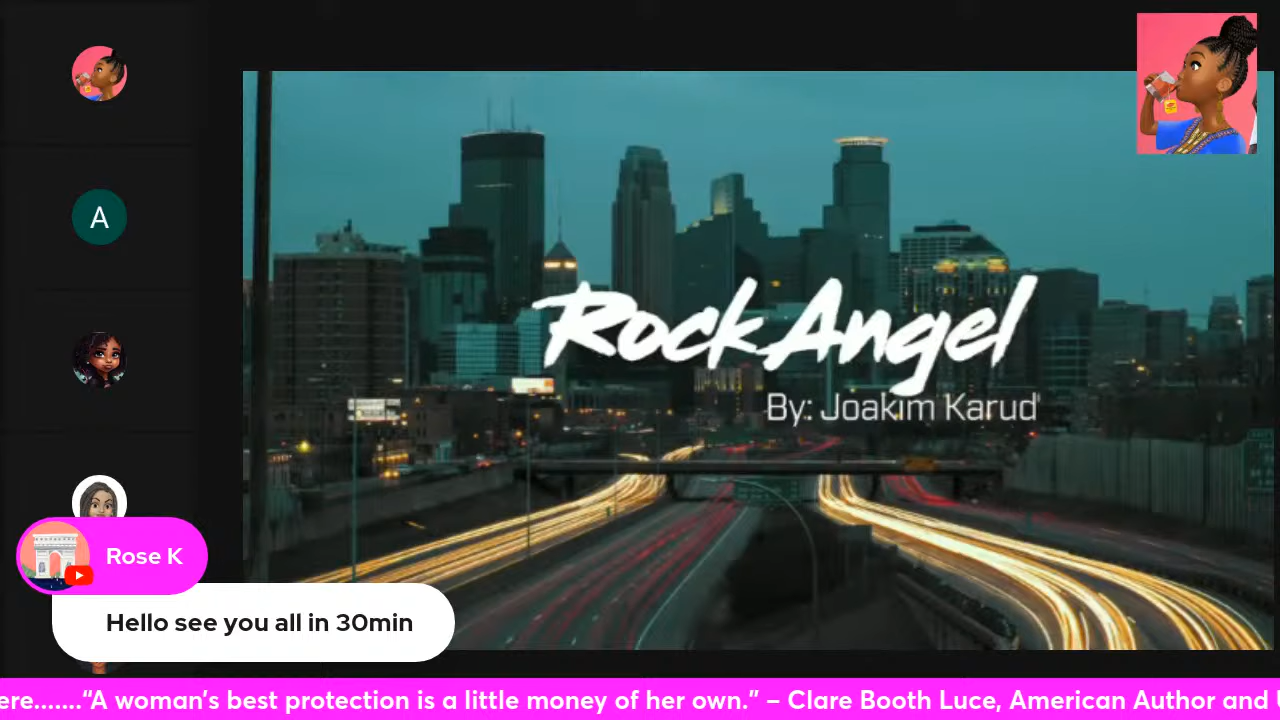 A
Rock Angel
By: Joakim Karud
Rose K
Hello see you all in 30min
ere.......“A woman’s best protection is a little money of her own.” – Clare Booth Luce, American Author and